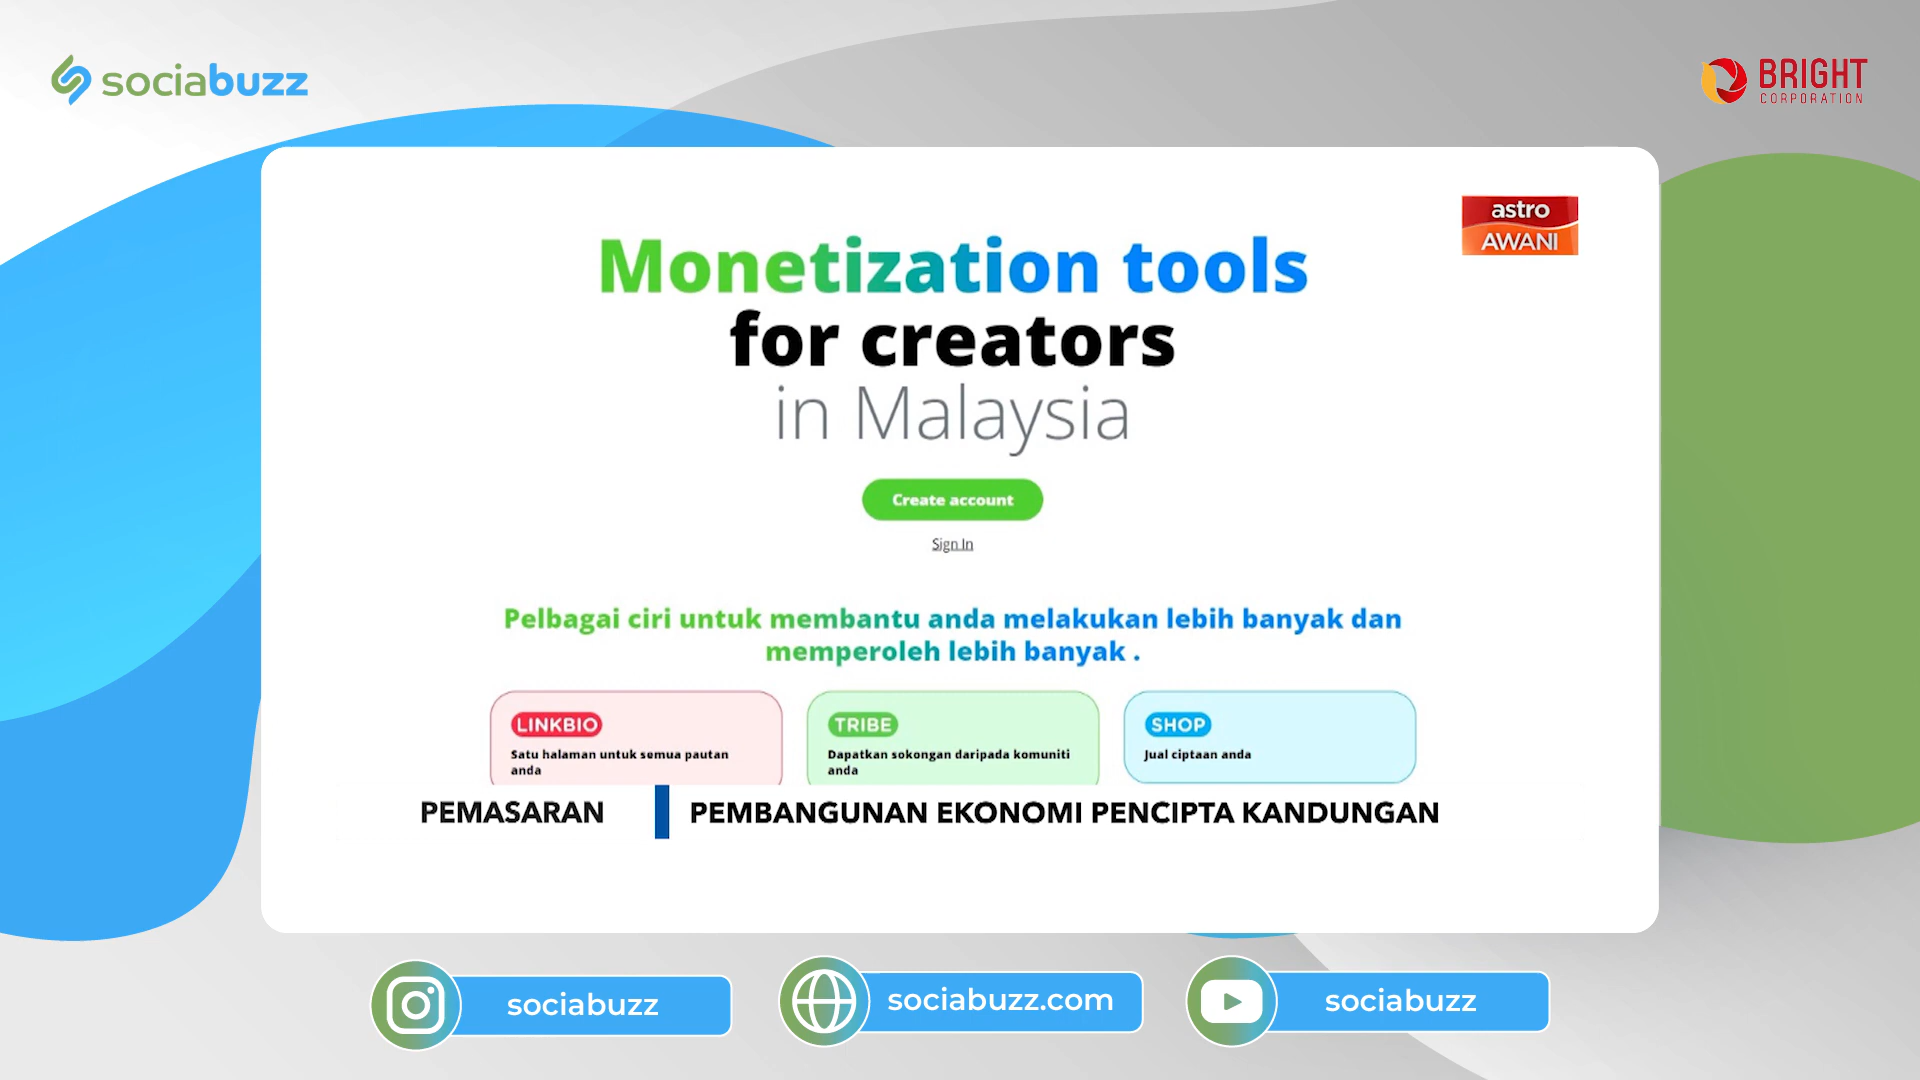 sociabuzz
BRIGHT
CORPORATION
astro
AWANI
Monetization tools
for creators
in Malaysia
Create account
Sign In
Pelbagai ciri untuk membantu anda melakukan lebih banyak dan
memperoleh lebih banyak .
LINKBIO
Satu halaman untuk semua pautan
anda
TRIBE
Dapatkan sokongan daripada komuniti
anda
SHOP
Jual ciptaan anda
PEMASARAN
PEMBANGUNAN EKONOMI PENCIPTA KANDUNGAN
sociabuzz
sociabuzz.com
sociabuzz